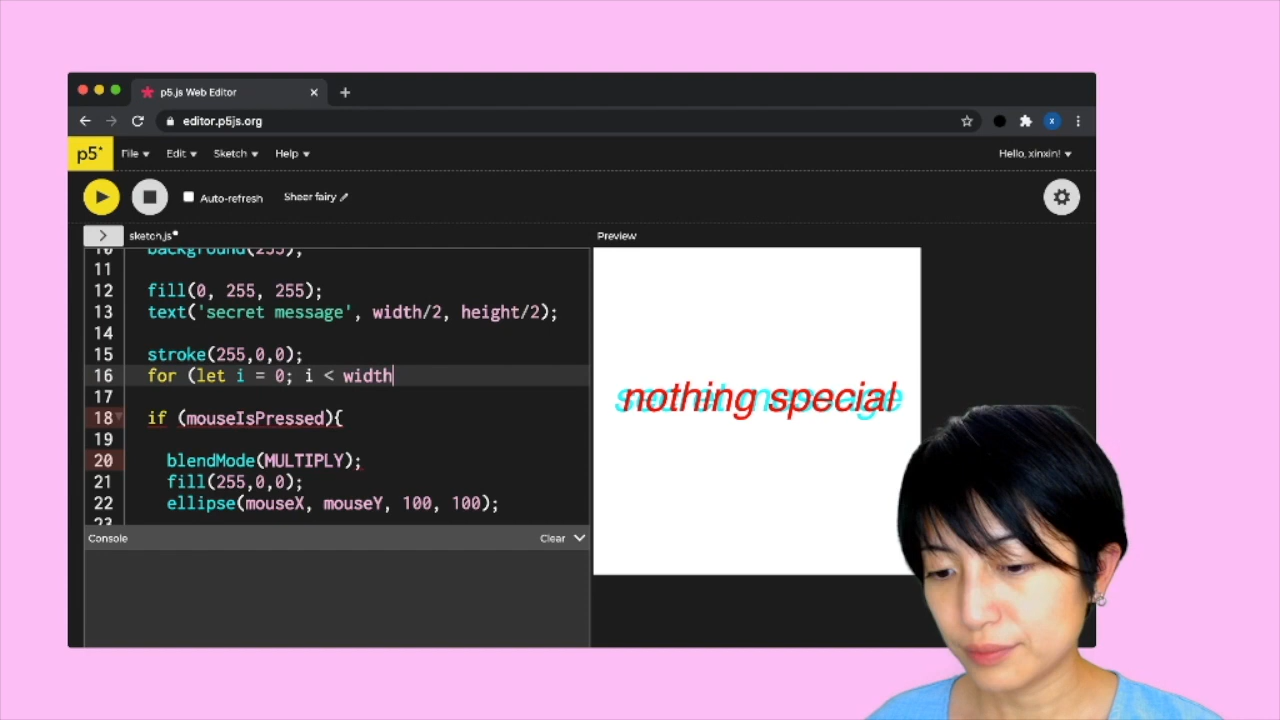 p5.js Web Editor
editor.p5js.org
x
p5* File Edit Sketch Help Hello, xinxin!
Auto-refresh Sheer fairy
sketch.js Preview
10 background(255);
11
12 fill(0, 255, 255);
13 text('secret message', width/2, height/2);
14
15 stroke(255,0,0);
16 for (let i = 0; i < width
17
18 if (mouseIsPressed){
19
20 blendMode(MULTIPLY);
21 fill(255,0,0);
22 ellipse(mouseX, mouseY, 100, 100);
23
Console Clear
secret message
nothing special